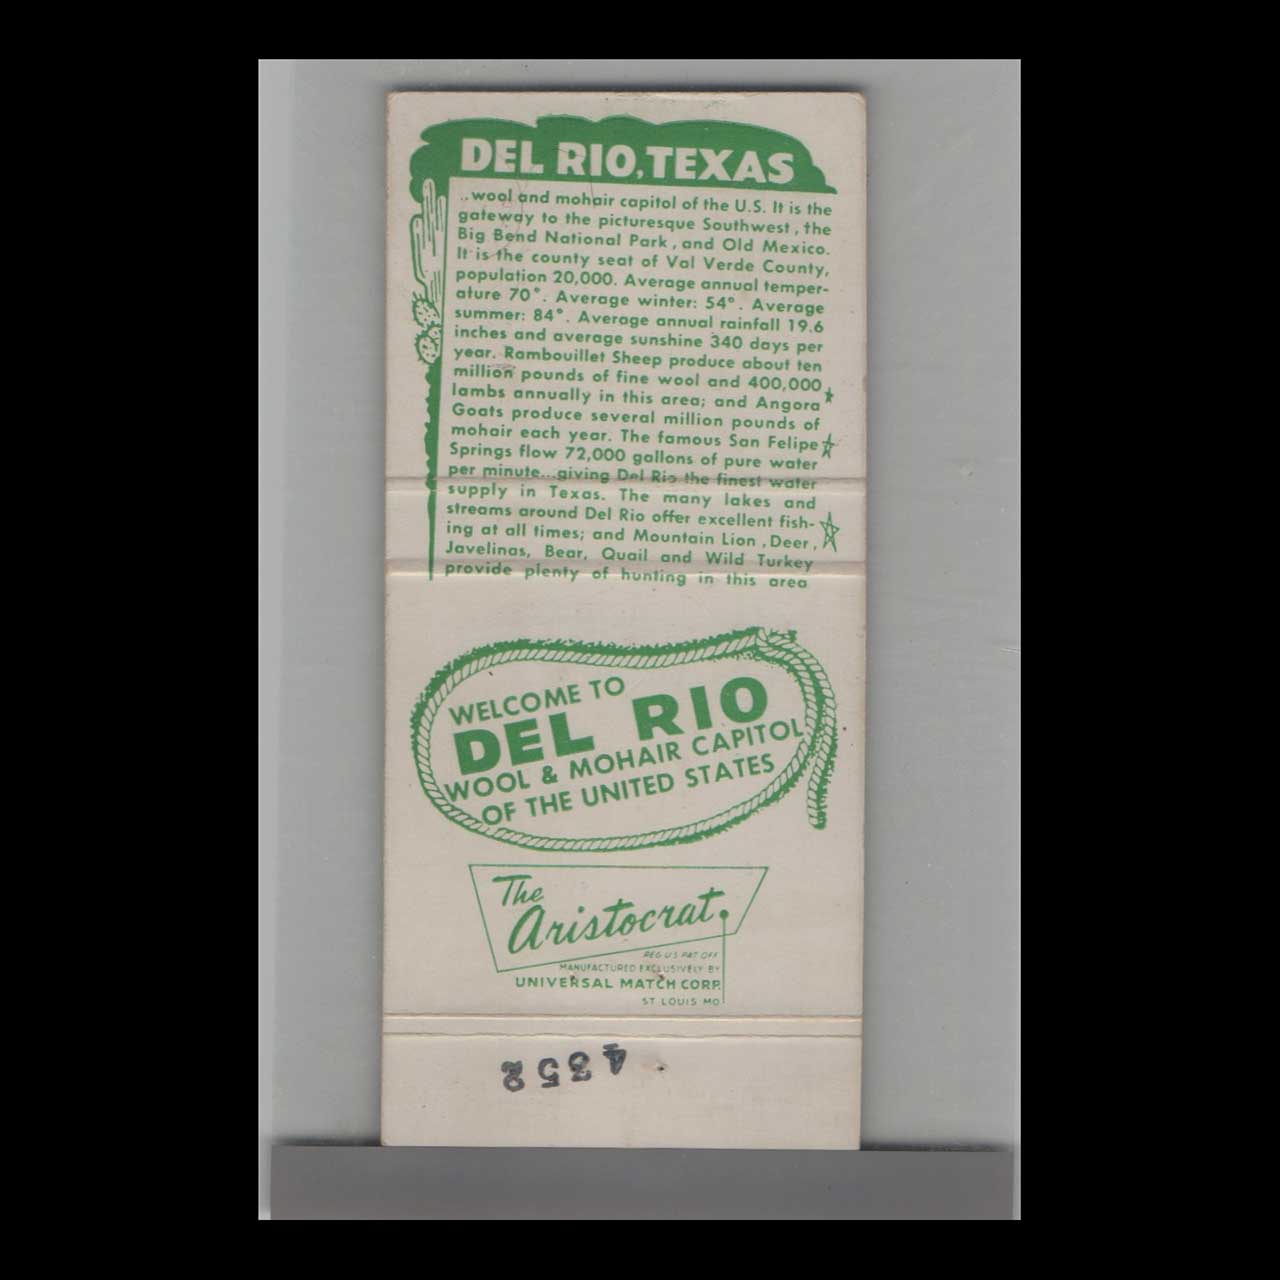 DEL RIO, TEXAS
..wool and mohair capitol of the U.S. It is the
gateway to the picturesque Southwest, the
Big Bend National Park, and Old Mexico.
It is the county seat of Val Verde County,
population 20,000. Average annual temper-
ature 70°. Average winter: 54°. Average
summer: 84°. Average annual rainfall 19.6
inches and average sunshine 340 days per
year. Rambouillet Sheep produce about ten
million pounds of fine wool and 400,000
lambs annually in this area; and Angora
Goats produce several million pounds of
mohair each year. The famous San Felipe
Springs flow 72,000 gallons of pure water
per minute...giving Del Rio the finest water
supply in Texas. The many lakes and
streams around Del Rio offer excellent fish-
ing at all times; and Mountain Lion, Deer,
Javelinas, Bear, Quail and Wild Turkey
provide plenty of hunting in this area
WELCOME TO
DEL RIO
WOOL & MOHAIR CAPITOL
OF THE UNITED STATES
The
Aristocrat
REG US PAT OFF
MANUFACTURED EXCLUSIVELY BY
UNIVERSAL MATCH CORP.
ST LOUIS MO
4352